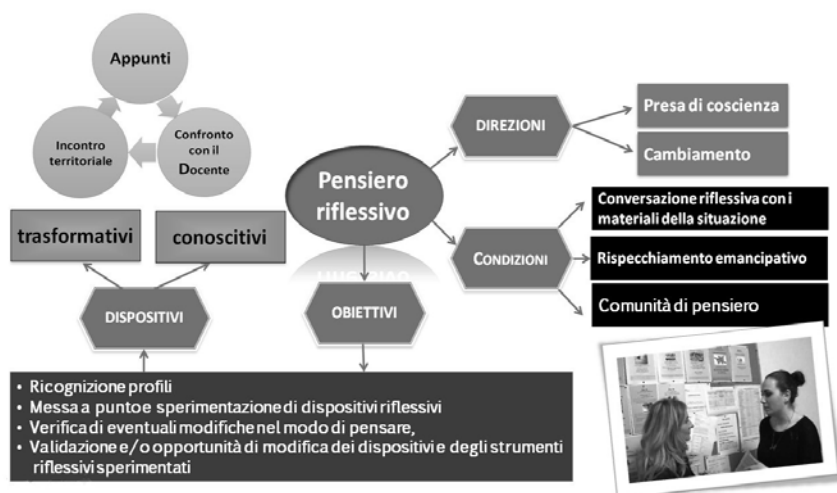 Appunti
Confronto
con il
Docente
Incontro
territoriale
trasformativi
conoscitivi
DISPOSITIVI
Pensiero
riflessivo
OBIETTIVI
DIREZIONI
Presa di coscienza
Cambiamento
CONDIZIONI
Conversazione riflessiva con i
materiali della situazione
Rispecchiamento emancipativo
Comunità di pensiero
• Ricognizione profili
• Messa a punto e sperimentazione di dispositivi riflessivi
• Verifica di eventuali modifiche nel modo di pensare,
• Validazione e/o opportunità di modifica dei dispositivi e degli strumenti
riflessivi sperimentati